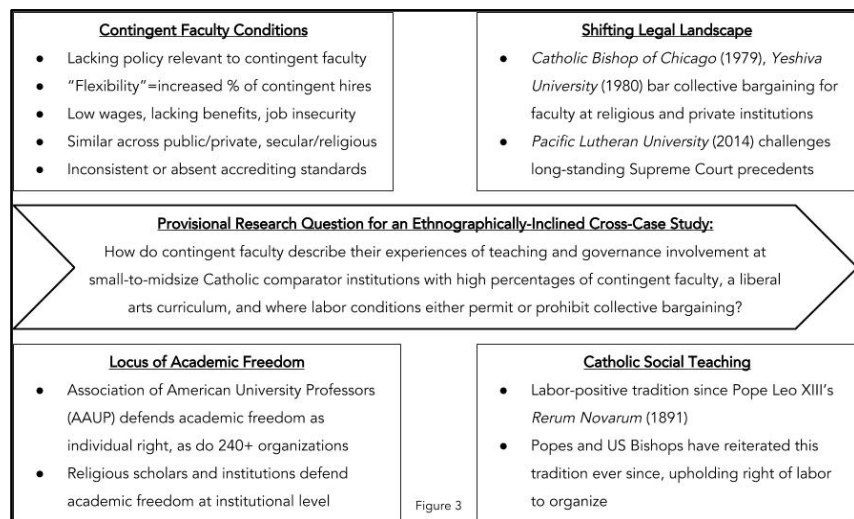 Contingent Faculty Conditions
● Lacking policy relevant to contingent faculty
● "Flexibility"=increased % of contingent hires
● Low wages, lacking benefits, job insecurity
● Similar across public/private, secular/religious
● Inconsistent or absent accrediting standards
Shifting Legal Landscape
● Catholic Bishop of Chicago (1979), Yeshiva
University (1980) bar collective bargaining for
faculty at religious and private institutions
● Pacific Lutheran University (2014) challenges
long-standing Supreme Court precedents
Provisional Research Question for an Ethnographically-Inclined Cross-Case Study:
How do contingent faculty describe their experiences of teaching and governance involvement at
small-to-midsize Catholic comparator institutions with high percentages of contingent faculty, a liberal
arts curriculum, and where labor conditions either permit or prohibit collective bargaining?
Locus of Academic Freedom
● Association of American University Professors
(AAUP) defends academic freedom as
individual right, as do 240+ organizations
● Religious scholars and institutions defend
academic freedom at institutional level
Figure 3
Catholic Social Teaching
● Labor-positive tradition since Pope Leo XIII's
Rerum Novarum (1891)
● Popes and US Bishops have reiterated this
tradition ever since, upholding right of labor
to organize